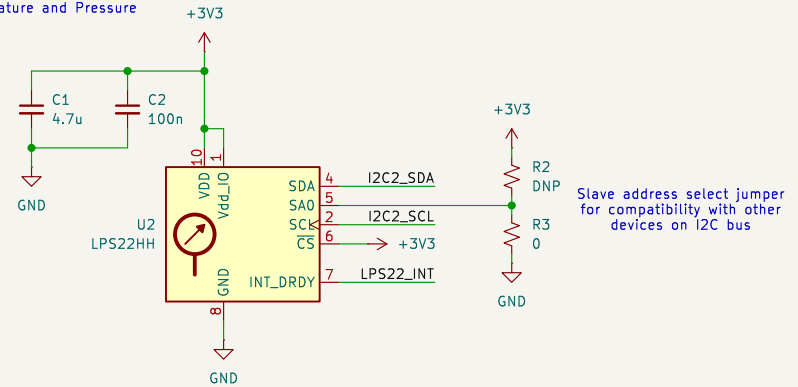 ature and Pressure
+3V3
C1
4.7u
C2
100n
GND
+3V3
R2
DNP
R3
0
GND
Slave address select jumper
for compatibility with other
devices on I2C bus
U2
LPS22HH
10
1
VDD
Vdd_IO
SDA
4
I2C2_SDA
SA0
5
SCL
2
I2C2_SCL
CS
6
+3V3
INT_DRDY
7
LPS22_INT
GND
8
GND